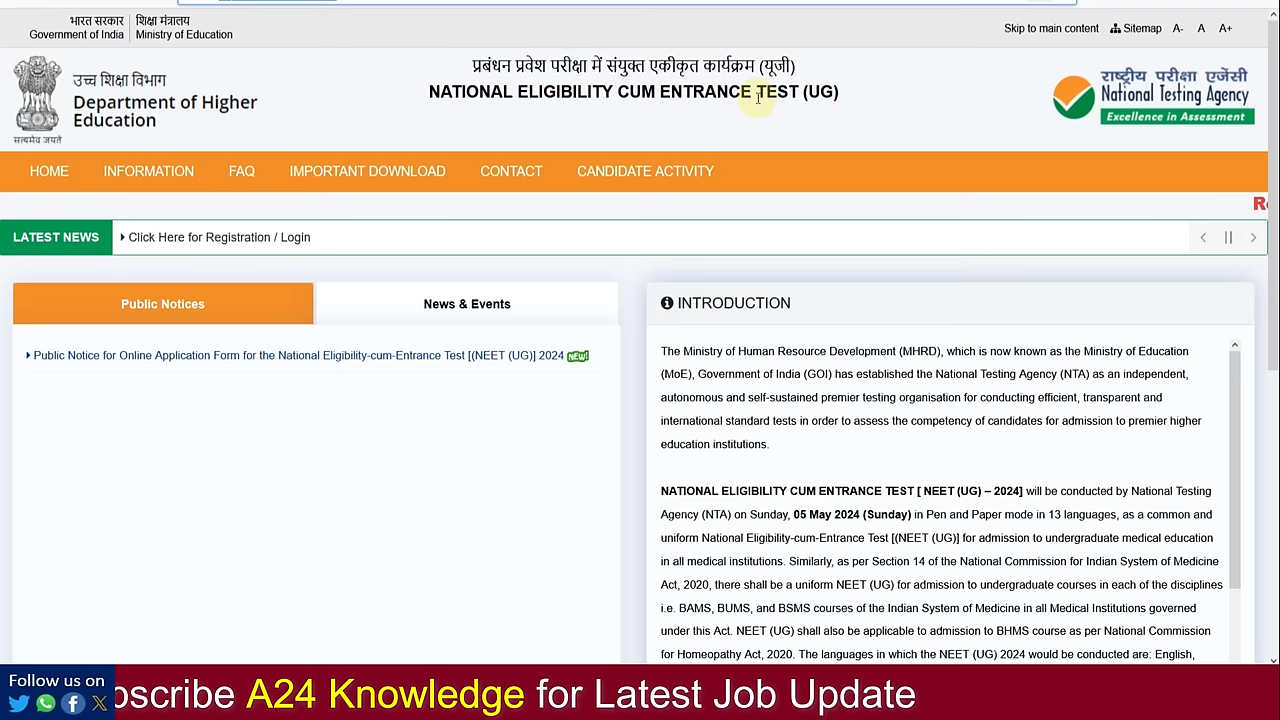 भारत सरकार
Government of India
शिक्षा मंत्रालय
Ministry of Education
Skip to main content
Sitemap
A-
A
A+
सत्यमेव जयते
उच्च शिक्षा विभाग
Department of Higher
Education
प्रबंधन प्रवेश परीक्षा में संयुक्त एकीकृत कार्यक्रम (यूजी)
NATIONAL ELIGIBILITY CUM ENTRANCE TEST (UG)
राष्ट्रीय परीक्षा एजेंसी
National Testing Agency
Excellence in Assessment
HOME
INFORMATION
FAQ
IMPORTANT DOWNLOAD
CONTACT
CANDIDATE ACTIVITY
LATEST NEWS
Click Here for Registration / Login
Public Notices
News & Events
Public Notice for Online Application Form for the National Eligibility-cum-Entrance Test [(NEET (UG)] 2024 NEW!
INTRODUCTION
The Ministry of Human Resource Development (MHRD), which is now known as the Ministry of Education
(MoE), Government of India (GOI) has established the National Testing Agency (NTA) as an independent,
autonomous and self-sustained premier testing organisation for conducting efficient, transparent and
international standard tests in order to assess the competency of candidates for admission to premier higher
education institutions.
NATIONAL ELIGIBILITY CUM ENTRANCE TEST [ NEET (UG) – 2024] will be conducted by National Testing
Agency (NTA) on Sunday, 05 May 2024 (Sunday) in Pen and Paper mode in 13 languages, as a common and
uniform National Eligibility-cum-Entrance Test [(NEET (UG)] for admission to undergraduate medical education
in all medical institutions. Similarly, as per Section 14 of the National Commission for Indian System of Medicine
Act, 2020, there shall be a uniform NEET (UG) for admission to undergraduate courses in each of the disciplines
i.e. BAMS, BUMS, and BSMS courses of the Indian System of Medicine in all Medical Institutions governed
under this Act. NEET (UG) shall also be applicable to admission to BHMS course as per National Commission
for Homeopathy Act, 2020. The languages in which the NEET (UG) 2024 would be conducted are: English,
Follow us on
bscribe A24 Knowledge for Latest Job Update